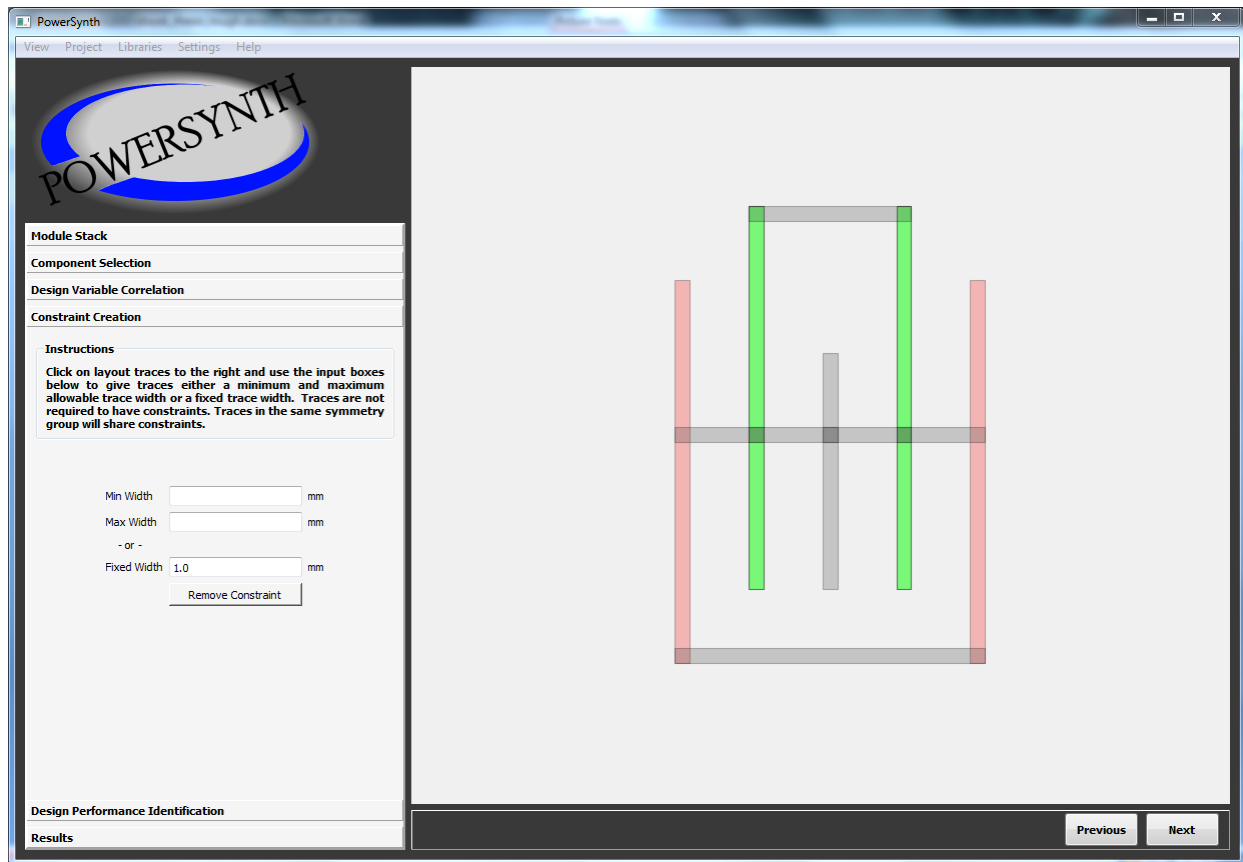 PowerSynth
View Project Libraries Settings Help
POWERSYNTH
Module Stack
Component Selection
Design Variable Correlation
Constraint Creation
Instructions
Click on layout traces to the right and use the input boxes
below to give traces either a minimum and maximum
allowable trace width or a fixed trace width. Traces are not
required to have constraints. Traces in the same symmetry
group will share constraints.
Min Width mm
Max Width mm
- or -
Fixed Width 1.0 mm
Remove Constraint
Design Performance Identification
Results
Previous Next